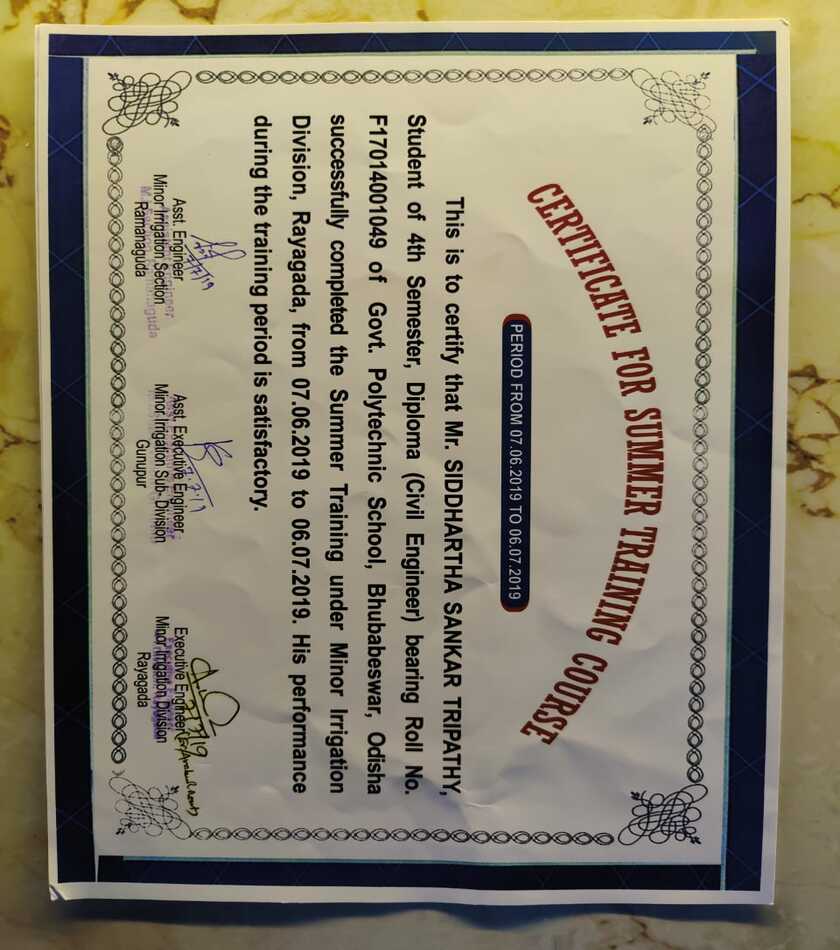 CERTIFICATE FOR SUMMER TRAINING COURSE
PERIOD FROM 07.06.2019 TO 06.07.2019
This is to certify that Mr. SIDDHARTHA SANKAR TRIPATHY,
Student of 4th Semester, Diploma (Civil Engineer) bearing Roll No.
F17014001049 of Govt. Polytechnic School, Bhubabeswar, Odisha
successfully completed the Summer Training under Minor Irrigation
Division, Rayagada, from 07.06.2019 to 06.07.2019. His performance
during the training period is satisfactory.
Asst. Engineer
Minor Irrigation Section
Ramanaguda
Asst. Executive Engineer
Minor Irrigation Sub- Division
Gunupur
Executive Engineer
Minor Irrigation Division
Rayagada